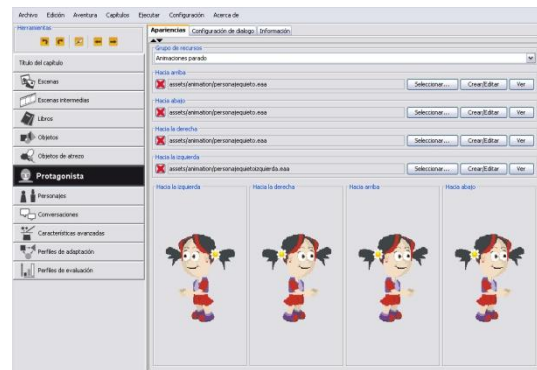 Archivo Edición Aventura Capítulos Ejecutar Configuración Acerca de
Herramientas
Título del capítulo
Escenas
Escenas intermedias
Libros
Objetos
Objetos de atrezo
Protagonista
Personajes
Conversaciones
Características avanzadas
Perfiles de adaptación
Perfiles de evaluación
Apariencias Configuración de dialogo Información
Grupo de recursos
Animaciones parado
Hacia arriba
assets/animation/personajequieto.eaa Seleccionar... Crear/Editar Ver
Hacia abajo
assets/animation/personajequieto.eaa Seleccionar... Crear/Editar Ver
Hacia la derecha
assets/animation/personajequieto.eaa Seleccionar... Crear/Editar Ver
Hacia la izquierda
assets/animation/personajequietoizquierda.eaa Seleccionar... Crear/Editar Ver
Hacia la izquierda Hacia la derecha Hacia arriba Hacia abajo